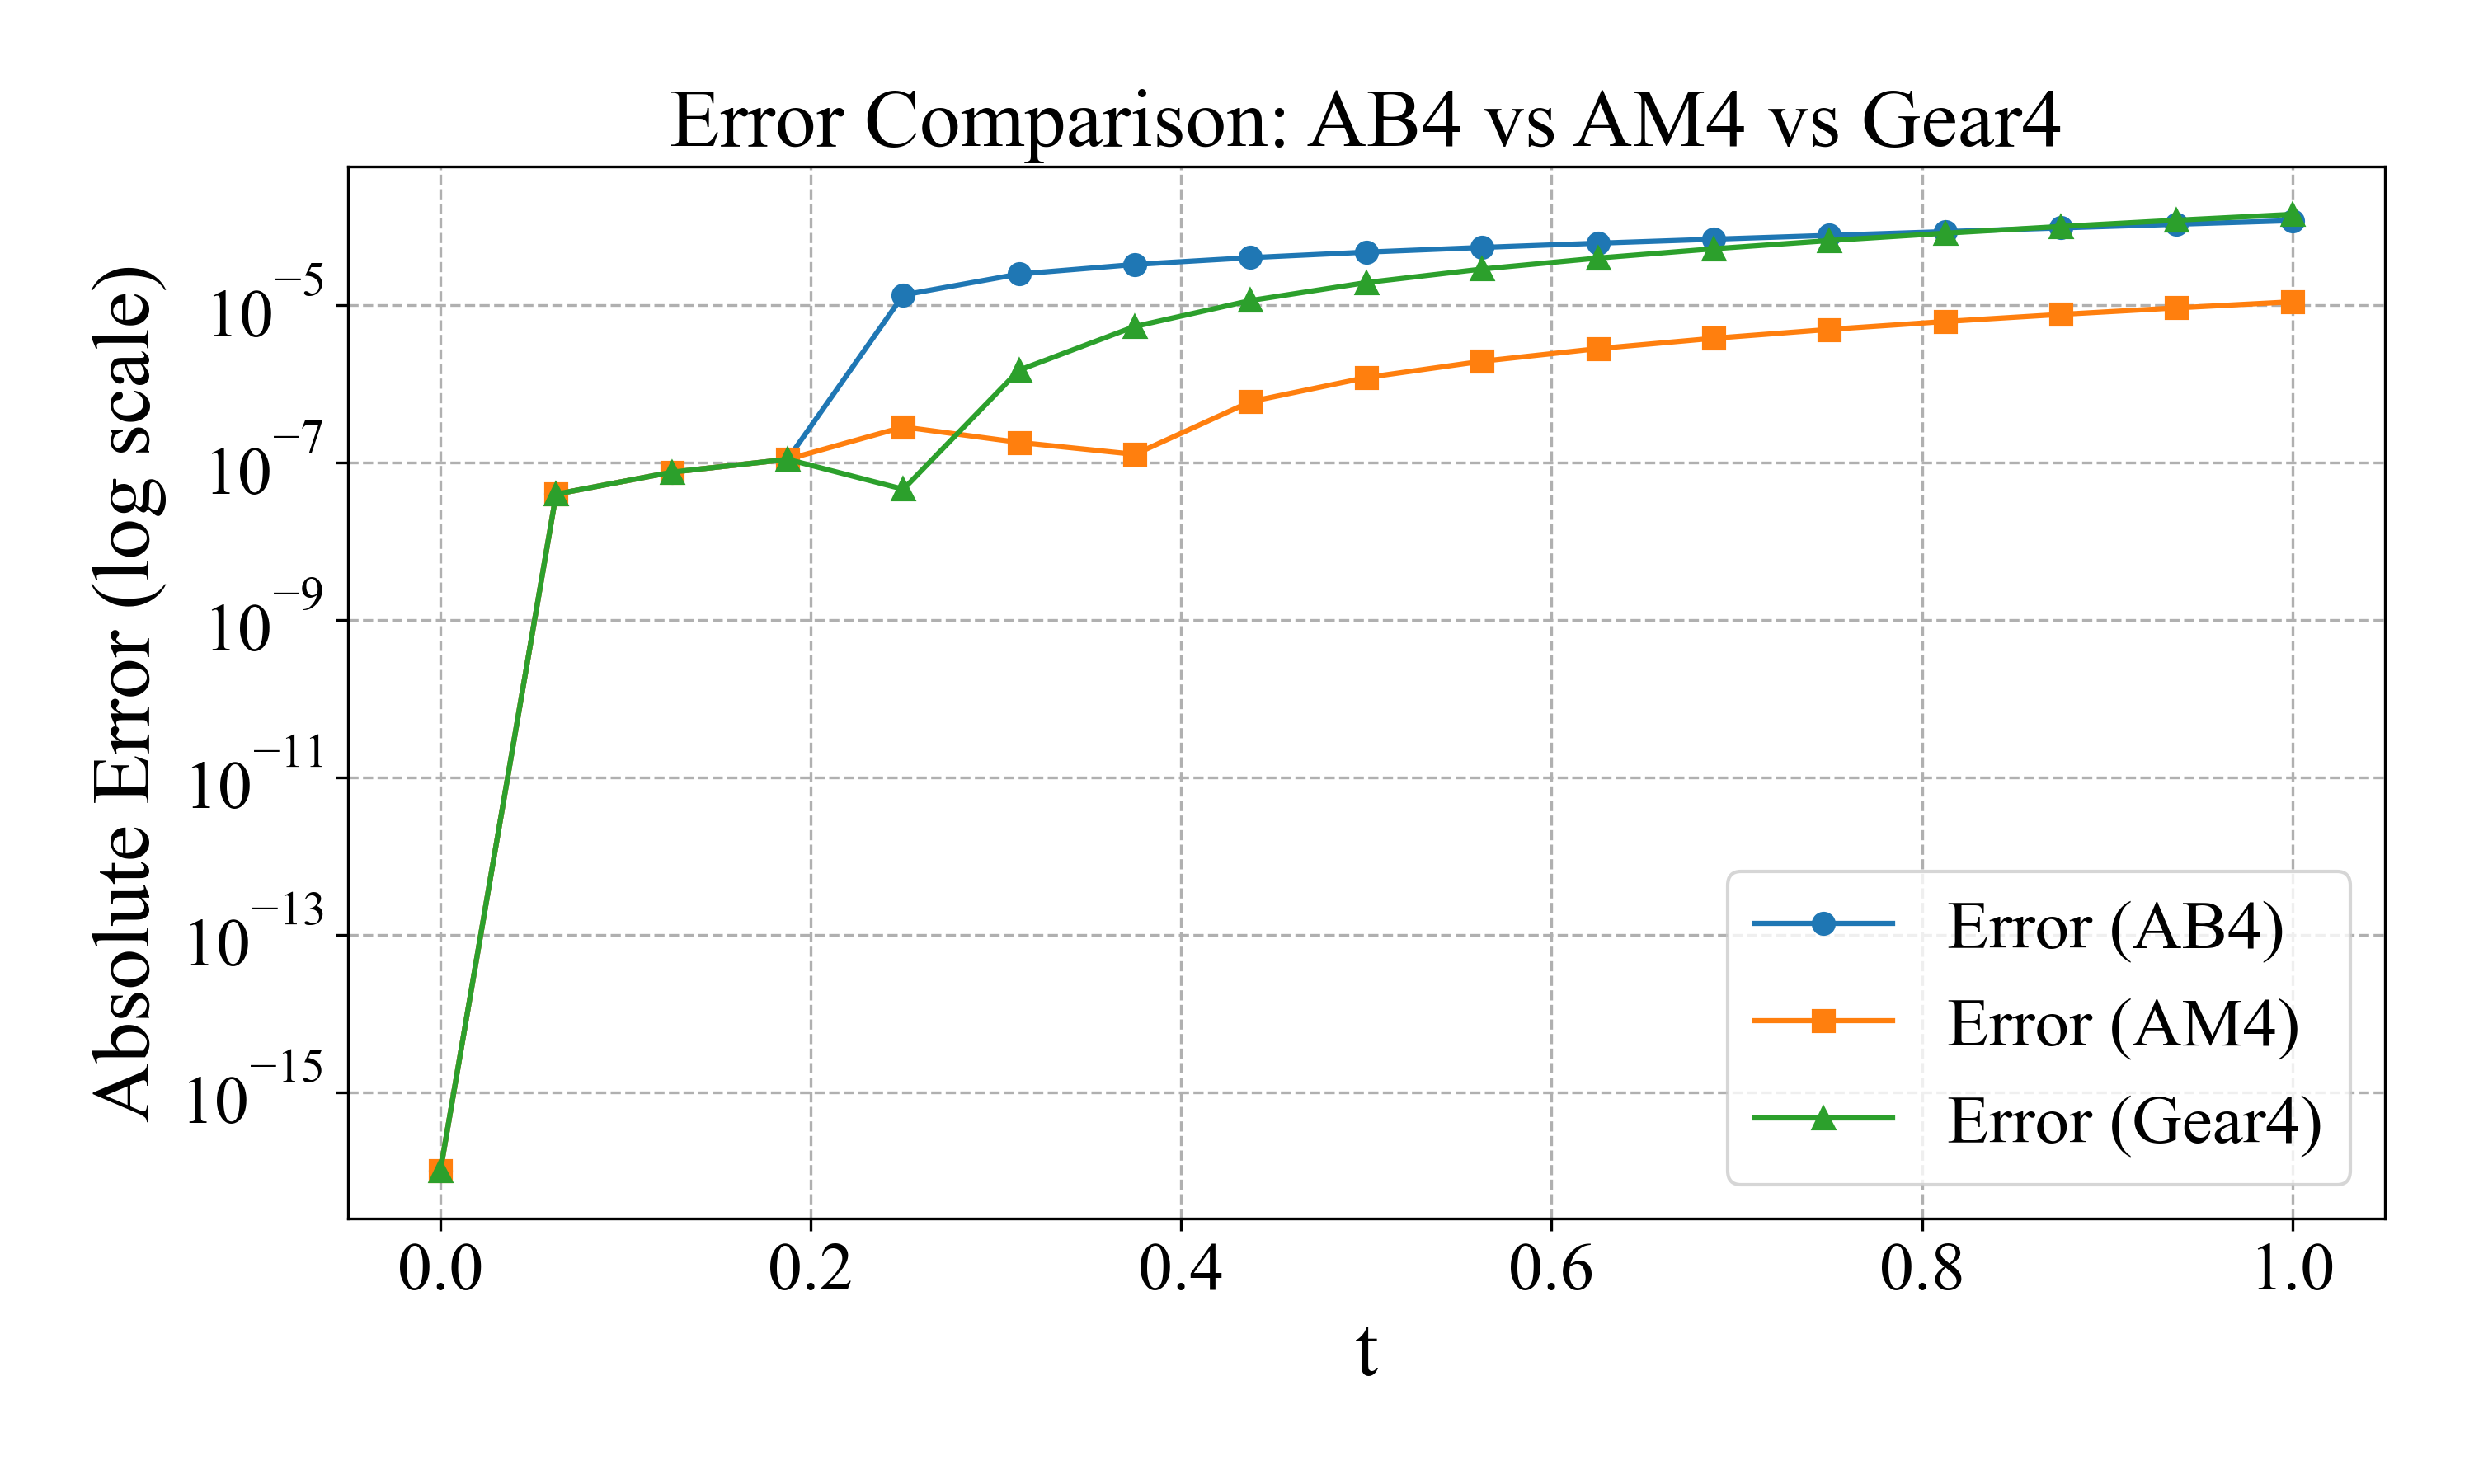 Error Comparison: AB4 vs AM4 vs Gear4
Absolute Error (log scale)
10⁻⁵
10⁻⁷
10⁻⁹
10⁻¹¹
10⁻¹³
10⁻¹⁵
Error (AB4)
Error (AM4)
Error (Gear4)
0.0 0.2 0.4 0.6 0.8 1.0
t